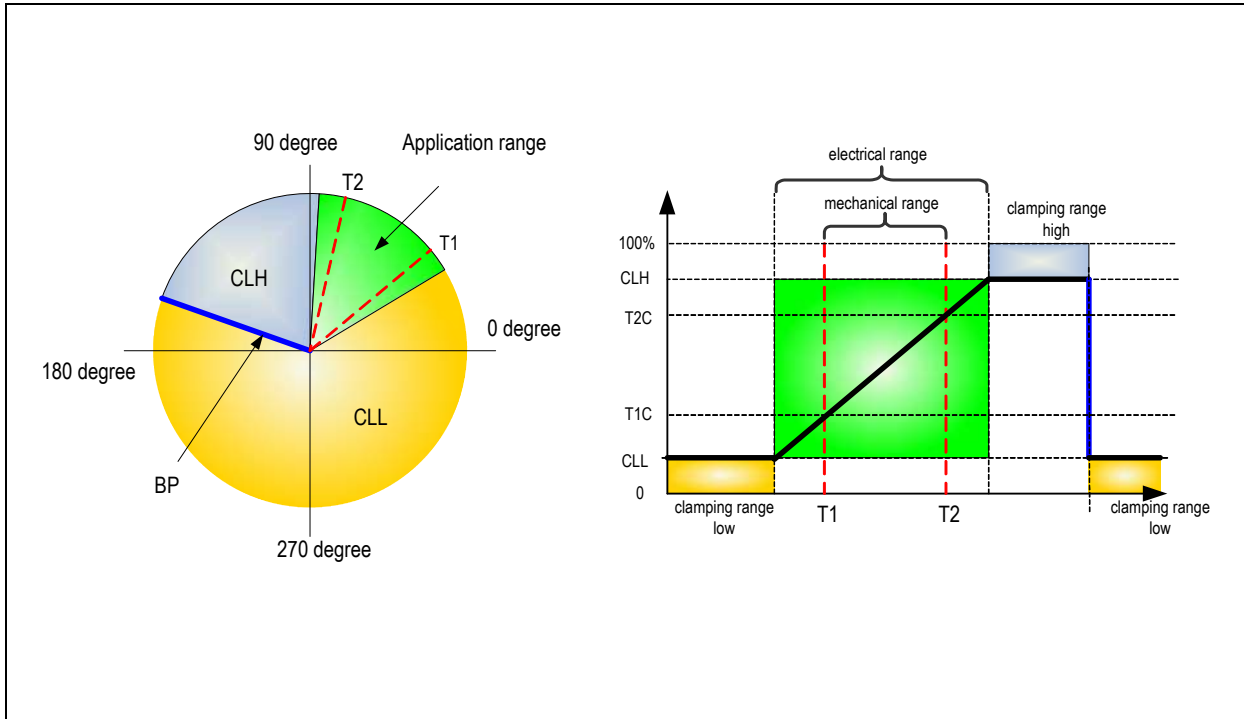 90 degree
Application range
T2
T1
CLH
0 degree
180 degree
CLL
BP
270 degree
electrical range
mechanical range
clamping range
high
100%
CLH
T2C
T1C
CLL
0
clamping range
low
T1
T2
clamping range
low